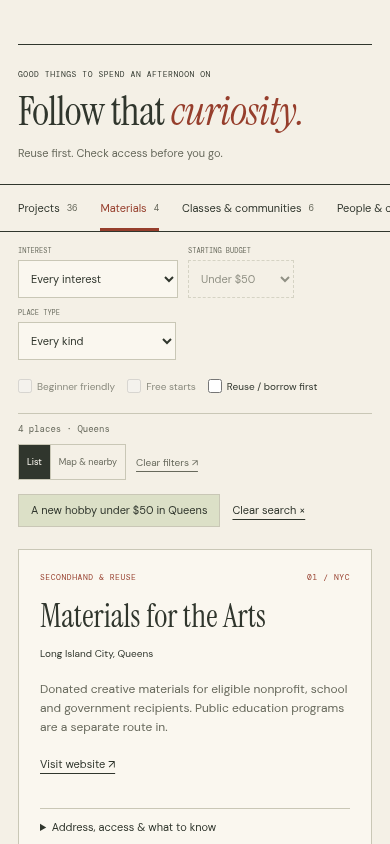 GOOD THINGS TO SPEND AN AFTERNOON ON
Follow that curiosity.
Reuse first. Check access before you go.
Projects 36 Materials 4 Classes & communities 6 People & c
INTEREST STARTING BUDGET
Every interest Under $50
PLACE TYPE
Every kind
Beginner friendly Free starts Reuse / borrow first
4 places · Queens
List Map & nearby Clear filters ↗
A new hobby under $50 in Queens Clear search ×
SECONDHAND & REUSE 01 / NYC
Materials for the Arts
Long Island City, Queens
Donated creative materials for eligible nonprofit, school
and government recipients. Public education programs
are a separate route in.
Visit website ↗
▶ Address, access & what to know